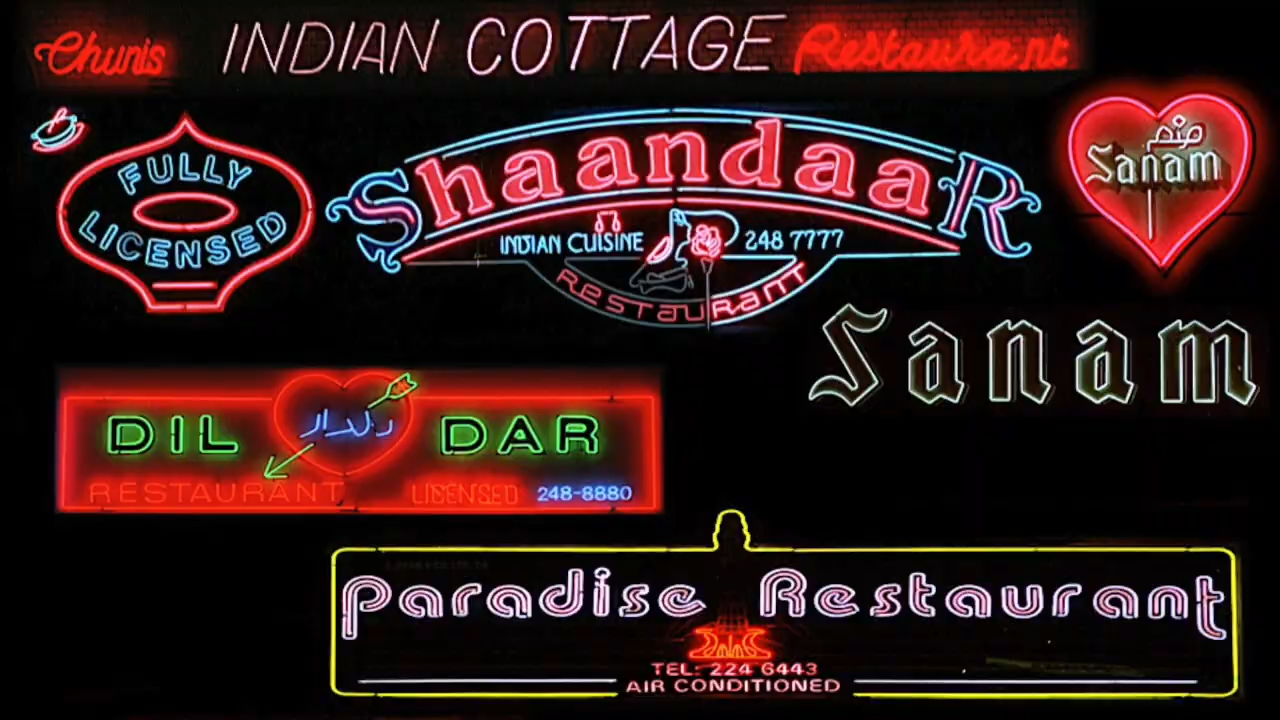 Chunis INDIAN COTTAGE Restaurant
FULLY
LICENSED
ShaandaaR
INDIAN CUISINE 248 7777
RESTAURANT
صنم
Sanam
Sanam
DIL دلدار DAR
RESTAURANT LICENSED 248-8880
Paradise Restaurant
TEL: 224 6443
AIR CONDITIONED